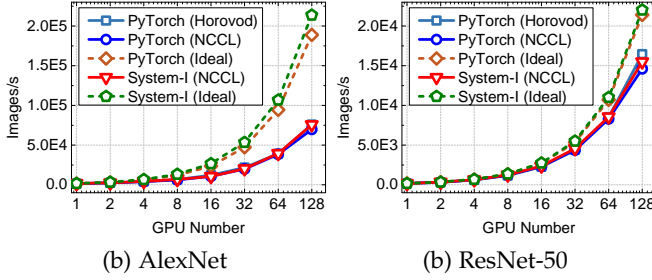 Images/s
2.0E5
1.5E5
1.0E5
5.0E4
0.0
PyTorch (Horovod)
PyTorch (NCCL)
PyTorch (Ideal)
System-I (NCCL)
System-I (Ideal)
1 2 4 8 16 32 64 128
GPU Number
(b) AlexNet
Images/s
2.0E4
1.5E4
1.0E4
5.0E3
0.0
PyTorch (Horovod)
PyTorch (NCCL)
PyTorch (Ideal)
System-I (NCCL)
System-I (Ideal)
1 2 4 8 16 32 64 128
GPU Number
(b) ResNet-50